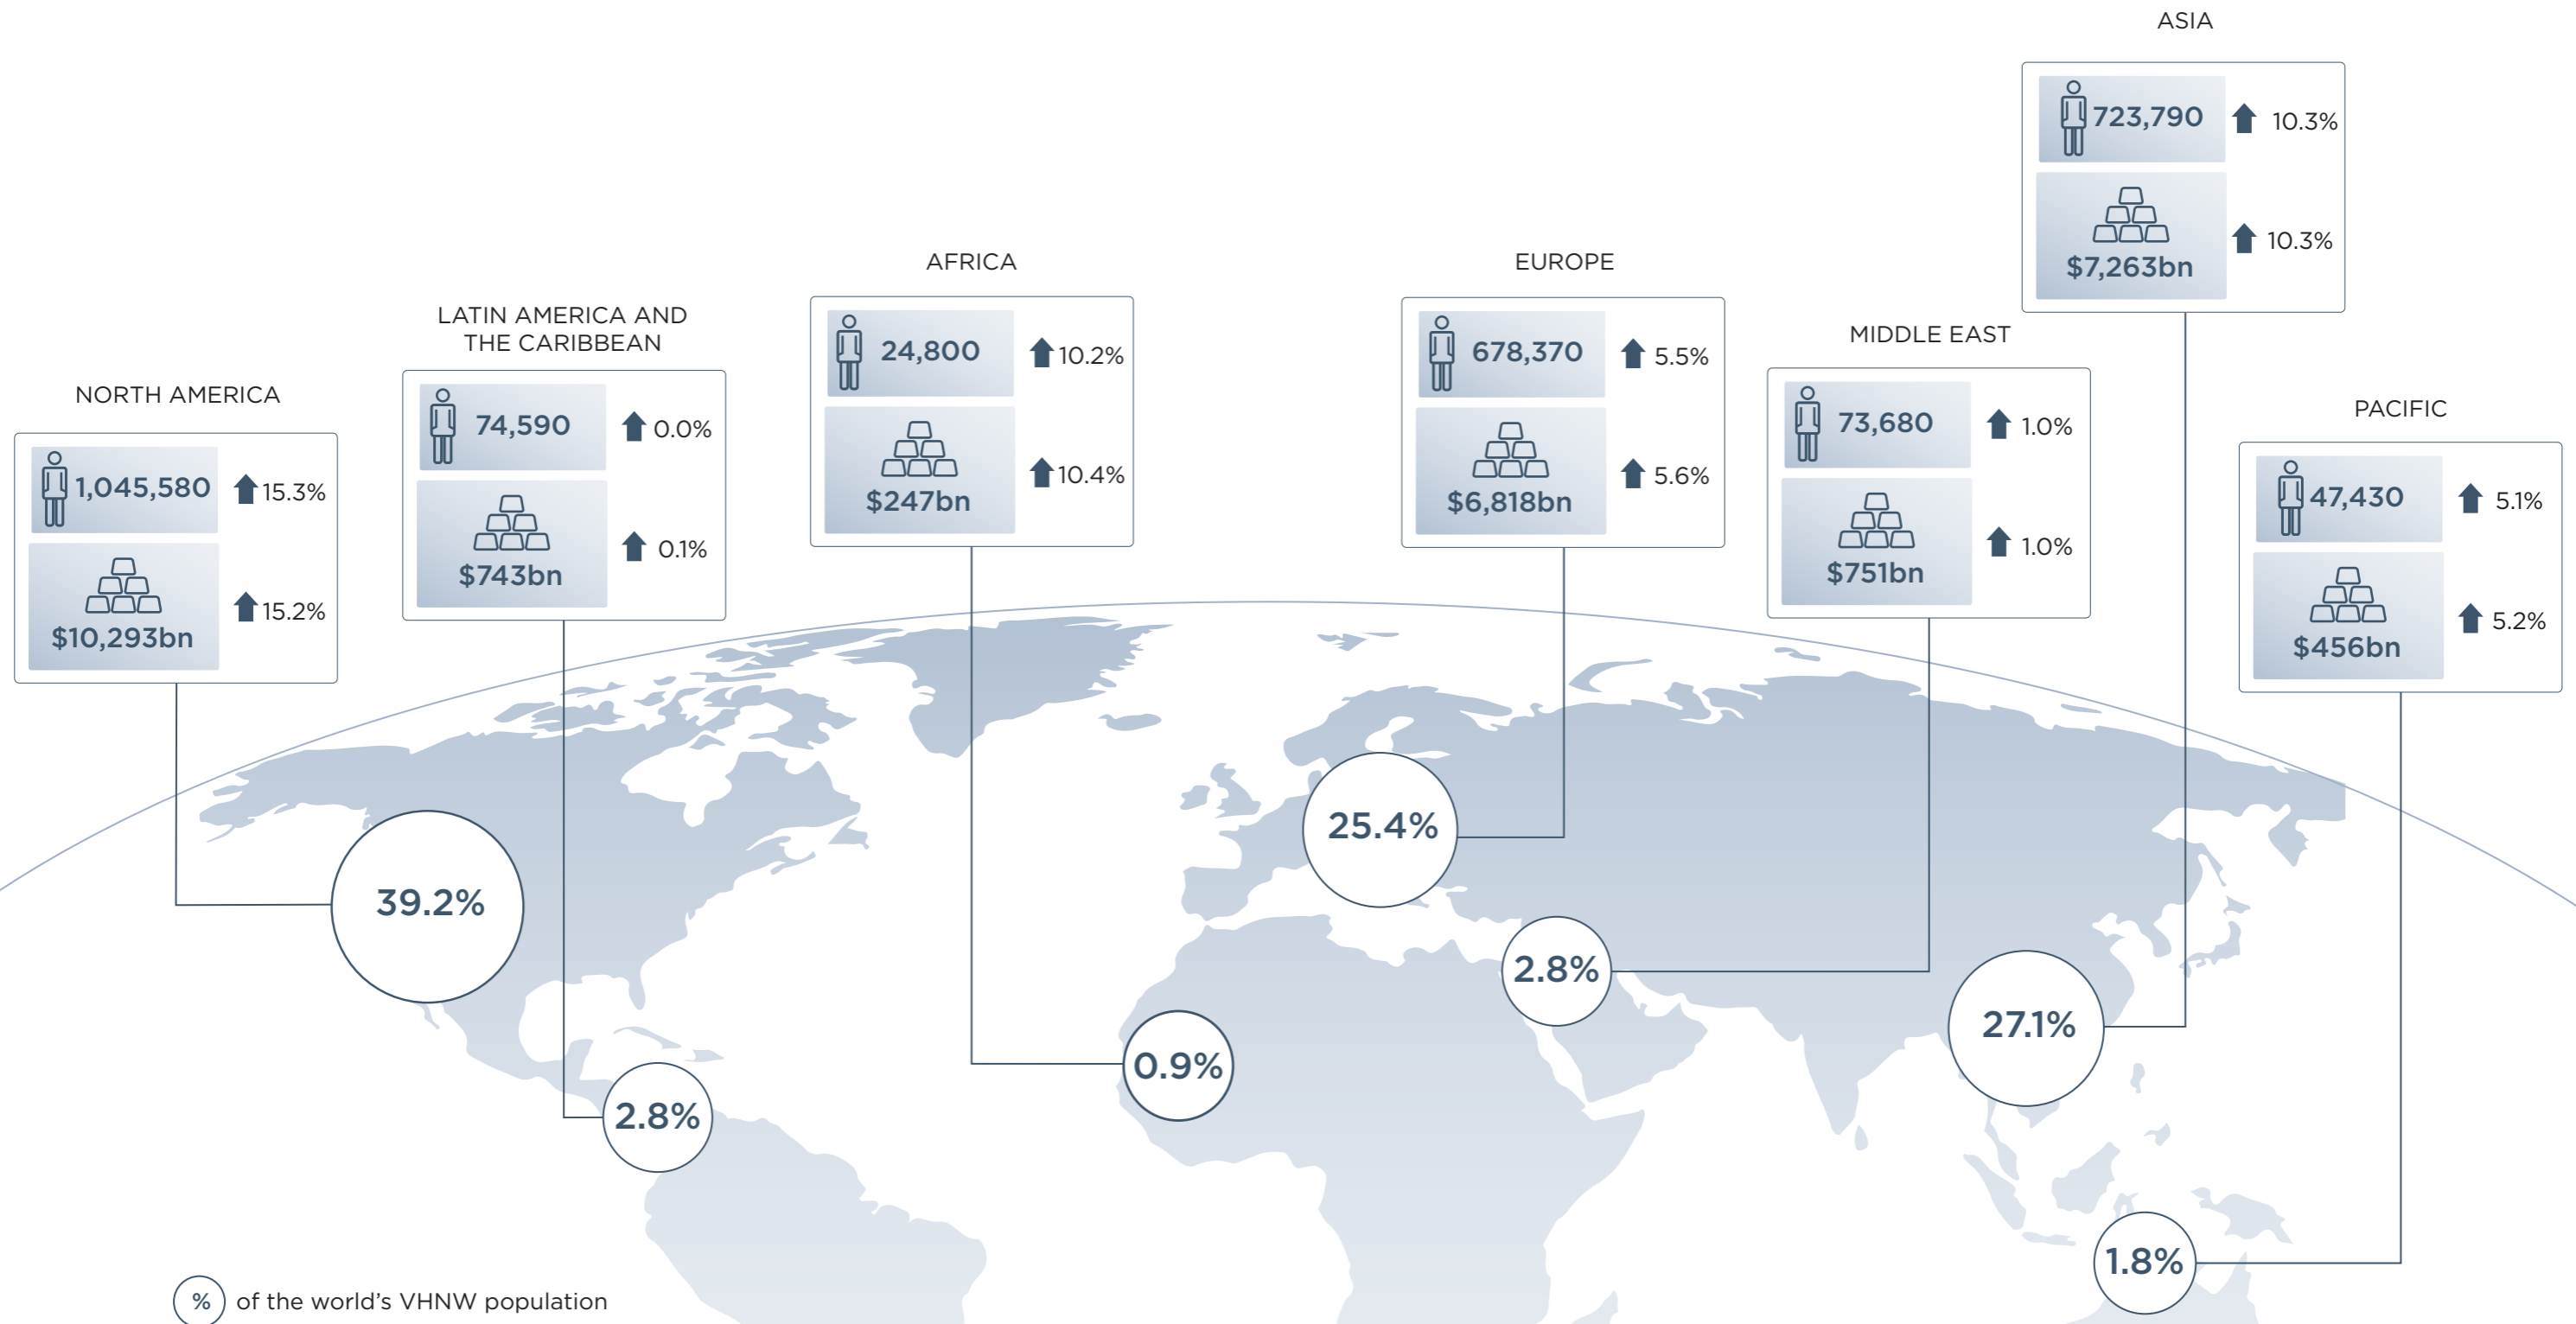 ASIA
723,790
10.3%
$7,263bn
10.3%
AFRICA
24,800
10.2%
$247bn
10.4%
EUROPE
678,370
5.5%
$6,818bn
5.6%
LATIN AMERICA AND
THE CARIBBEAN
74,590
0.0%
$743bn
0.1%
MIDDLE EAST
73,680
1.0%
$751bn
1.0%
NORTH AMERICA
1,045,580
15.3%
$10,293bn
15.2%
PACIFIC
47,430
5.1%
$456bn
5.2%
39.2%
2.8%
0.9%
25.4%
2.8%
27.1%
1.8%
% of the world’s VHNW population